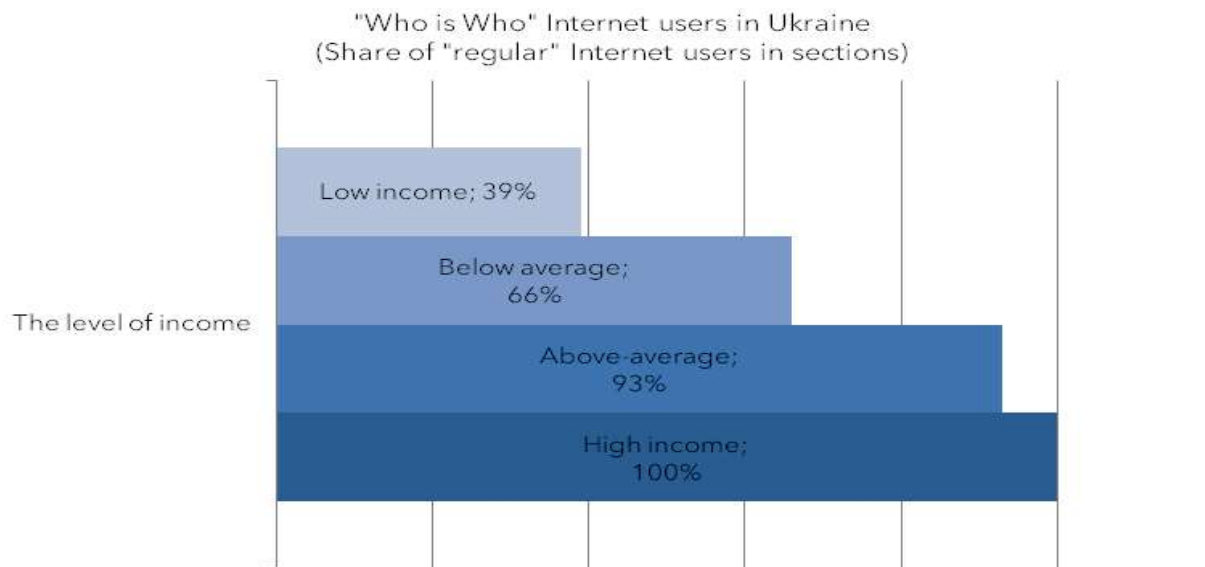 "Who is Who" Internet users in Ukraine
(Share of "regular" Internet users in sections)
Low income; 39%
Below average;
66%
The level of income
Above-average;
93%
High income;
100%